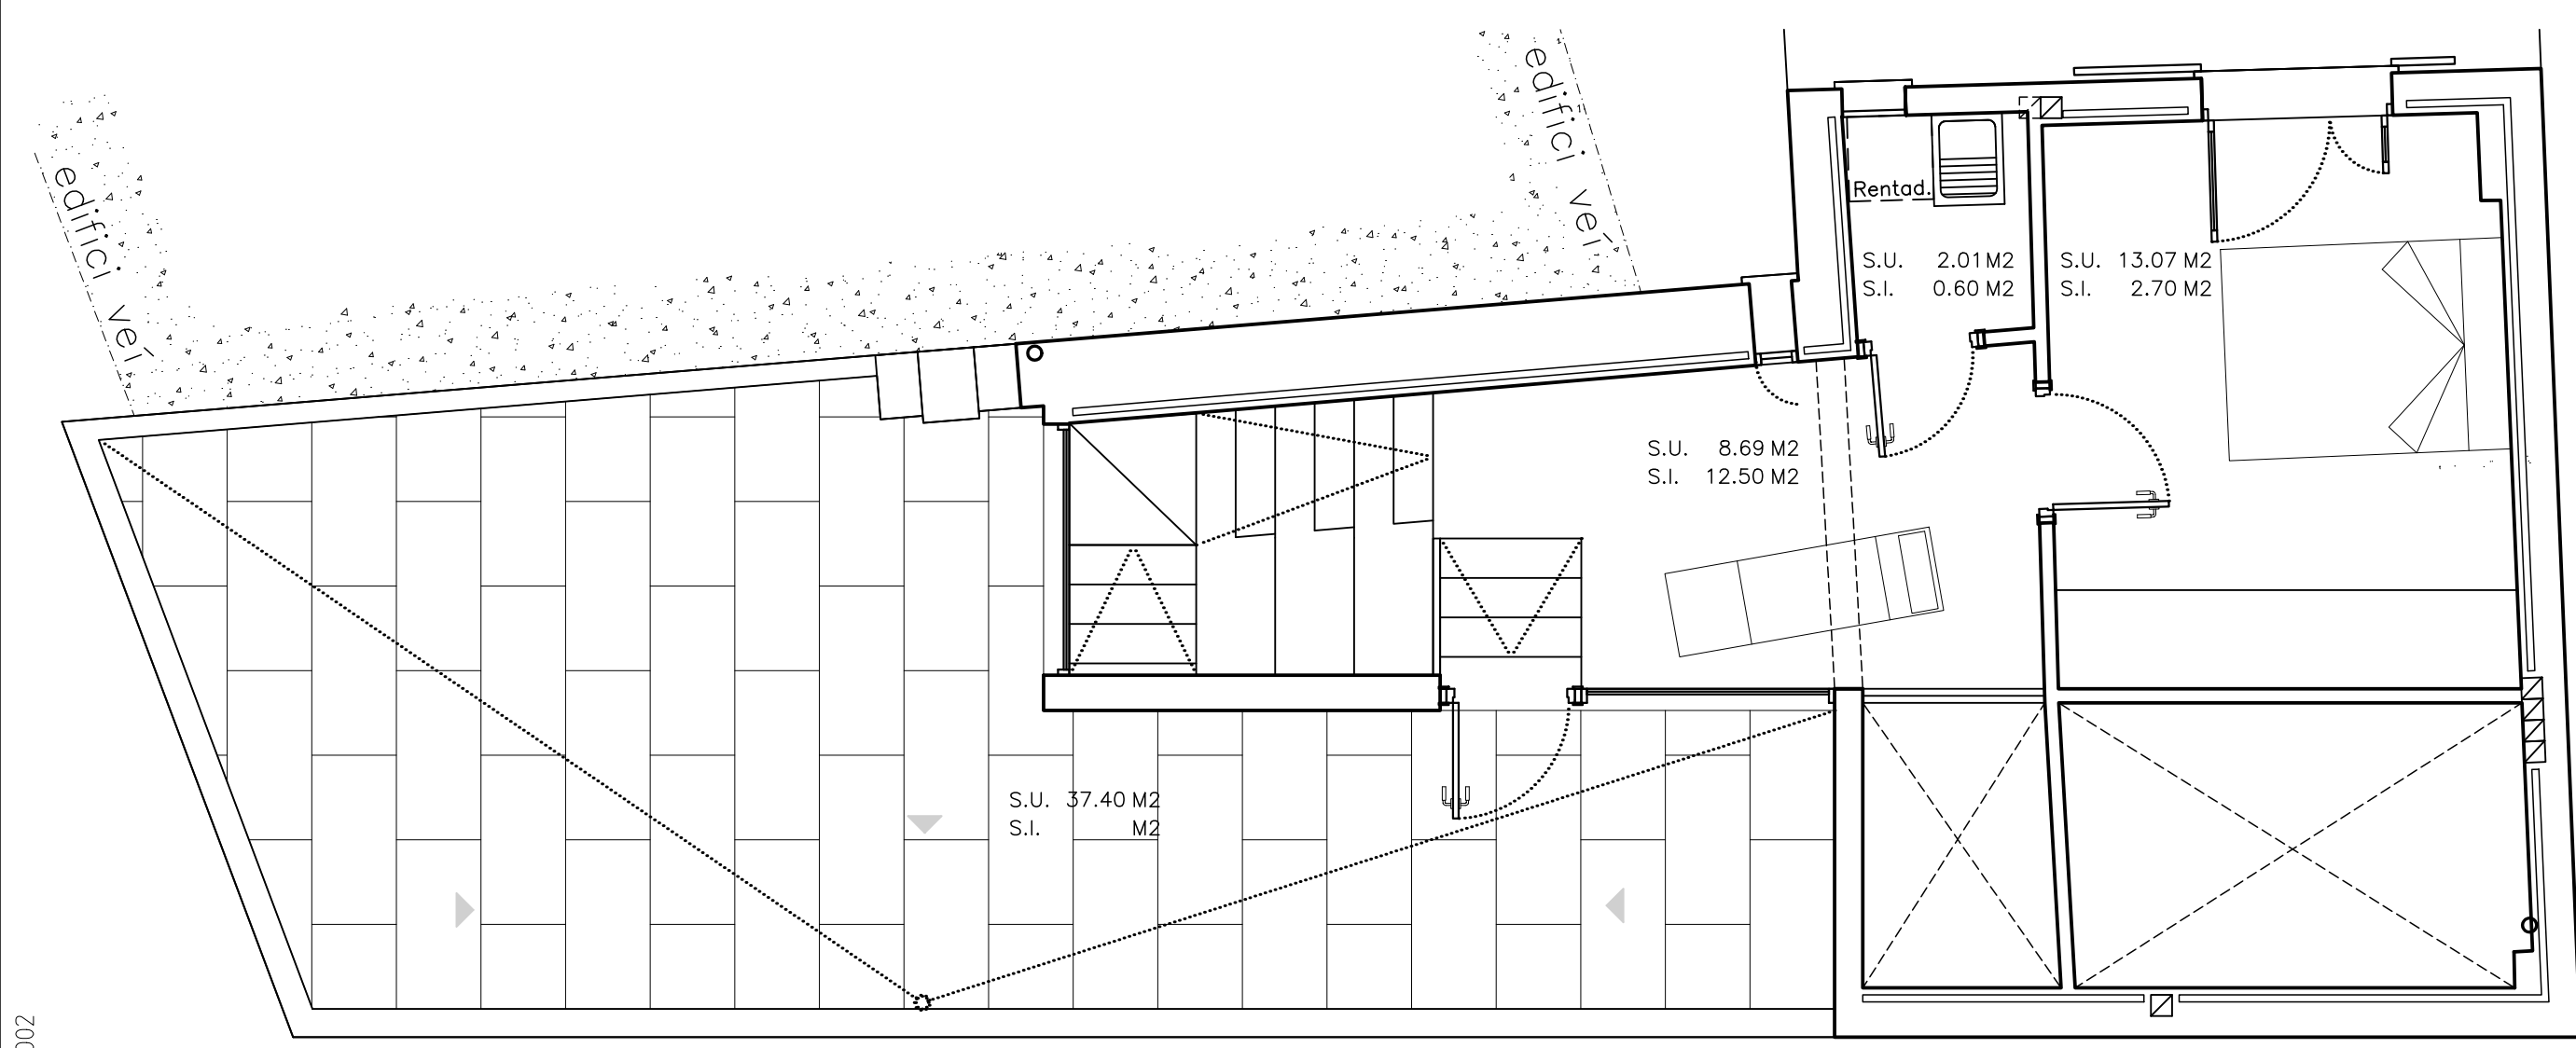 edifici veí
edifici veí
Rentad.
S.U. 2.01 M2
S.I. 0.60 M2
S.U. 13.07 M2
S.I. 2.70 M2
S.U. 8.69 M2
S.I. 12.50 M2
S.U. 37.40 M2
S.I. M2
002